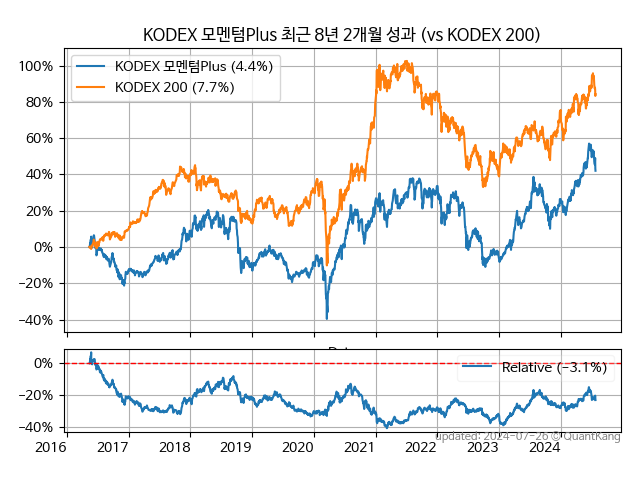 KODEX 모멘텀Plus 최근 8년 2개월 성과 (vs KODEX 200)
KODEX 모멘텀Plus (4.4%)
KODEX 200 (7.7%)
100%
80%
60%
40%
20%
0%
−20%
−40%
Relative (−3.1%)
0%
−20%
−40%
2016 2017 2018 2019 2020 2021 2022 2023 2024
updated: 2024-07-26 © QuantKang